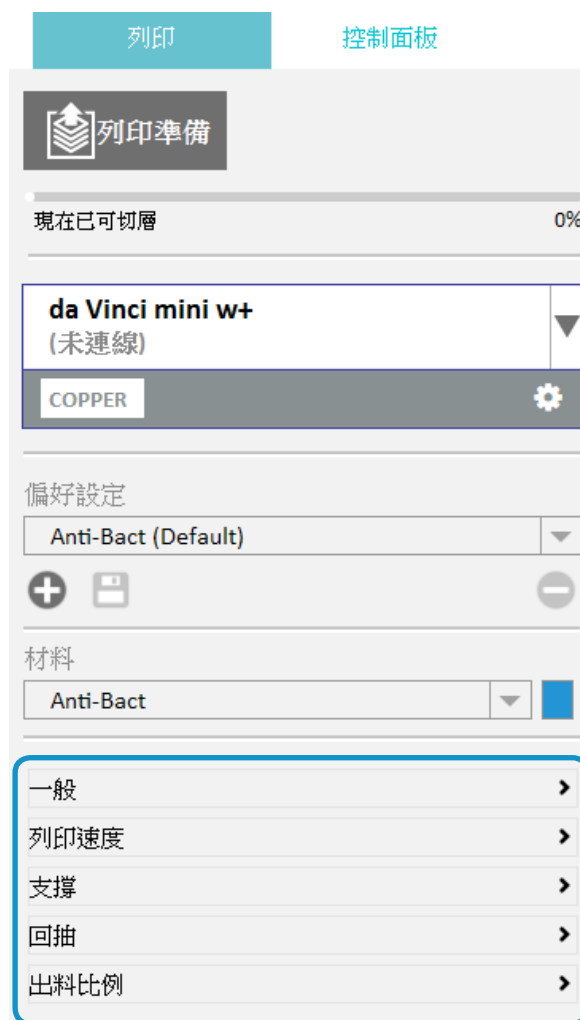 列印
控制面板
列印準備
現在已可切層 0%
da Vinci mini w+
(未連線)
COPPER
偏好設定
Anti-Bact (Default)
材料
Anti-Bact
一般
列印速度
支撐
回抽
出料比例